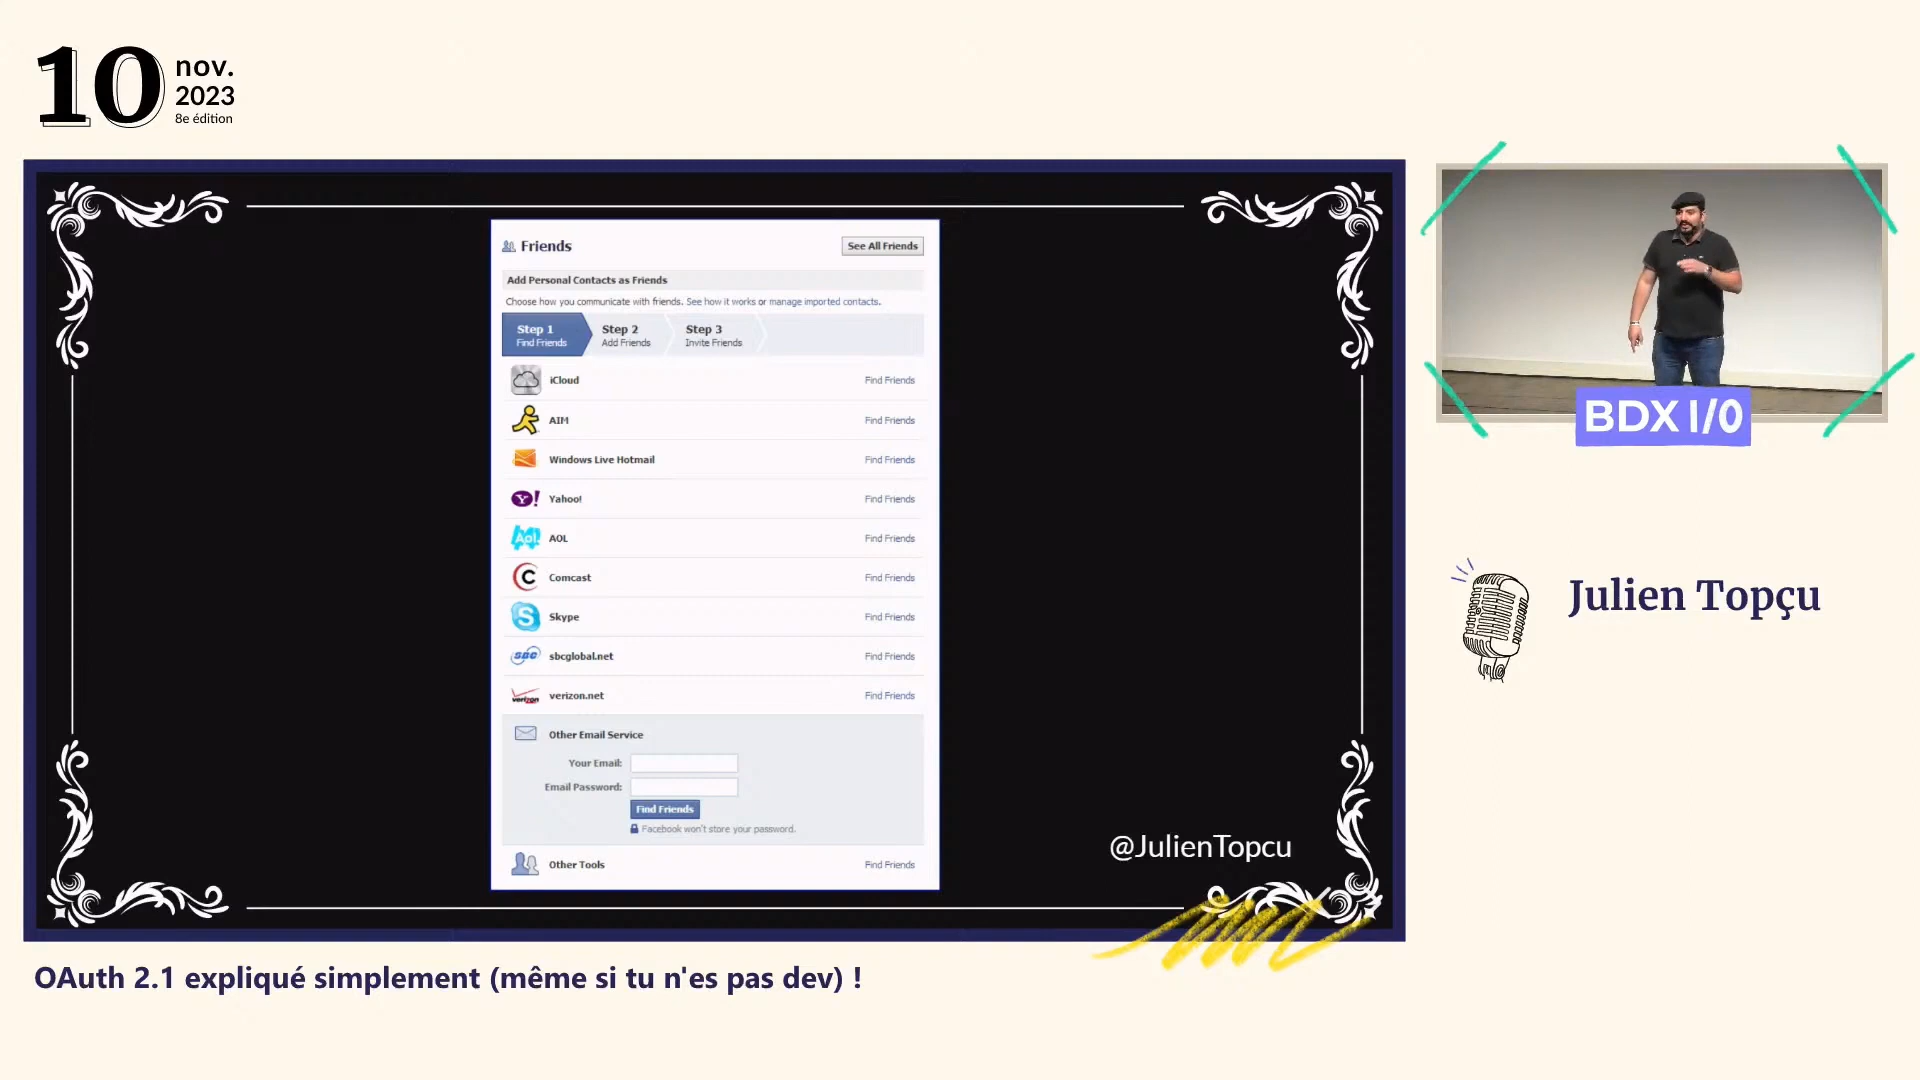 10
nov.
2023
8e édition
Friends
See All Friends
Add Personal Contacts as Friends
Choose how you communicate with friends. See how it works or manage imported contacts.
Step 1
Find Friends
Step 2
Add Friends
Step 3
Invite Friends
iCloud
Find Friends
AIM
Find Friends
Windows Live Hotmail
Find Friends
Y!
Yahoo!
Find Friends
Aol.
AOL
Find Friends
C
Comcast
Find Friends
S
Skype
Find Friends
SBC
sbcglobal.net
Find Friends
verizon
verizon.net
Find Friends
Other Email Service
Your Email:
Email Password:
Find Friends
Facebook won't store your password.
Other Tools
Find Friends
@JulienTopcu
BDX I/O
Julien Topçu
OAuth 2.1 expliqué simplement (même si tu n'es pas dev) !